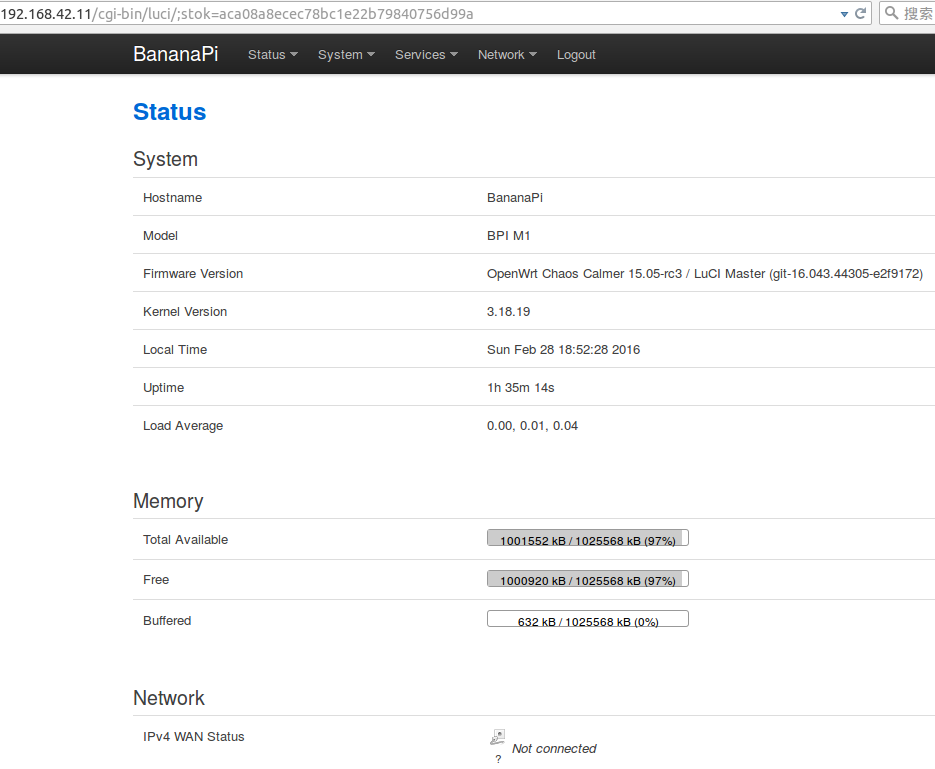 192.168.42.11/cgi-bin/luci/;stok=aca08a8ecec78bc1e22b79840756d99a 搜索
BananaPi Status System Services Network Logout
Status
System
Hostname BananaPi
Model BPI M1
Firmware Version OpenWrt Chaos Calmer 15.05-rc3 / LuCI Master (git-16.043.44305-e2f9172)
Kernel Version 3.18.19
Local Time Sun Feb 28 18:52:28 2016
Uptime 1h 35m 14s
Load Average 0.00, 0.01, 0.04
Memory
Total Available 1001552 kB / 1025568 kB (97%)
Free 1000920 kB / 1025568 kB (97%)
Buffered 632 kB / 1025568 kB (0%)
Network
IPv4 WAN Status Not connected
?